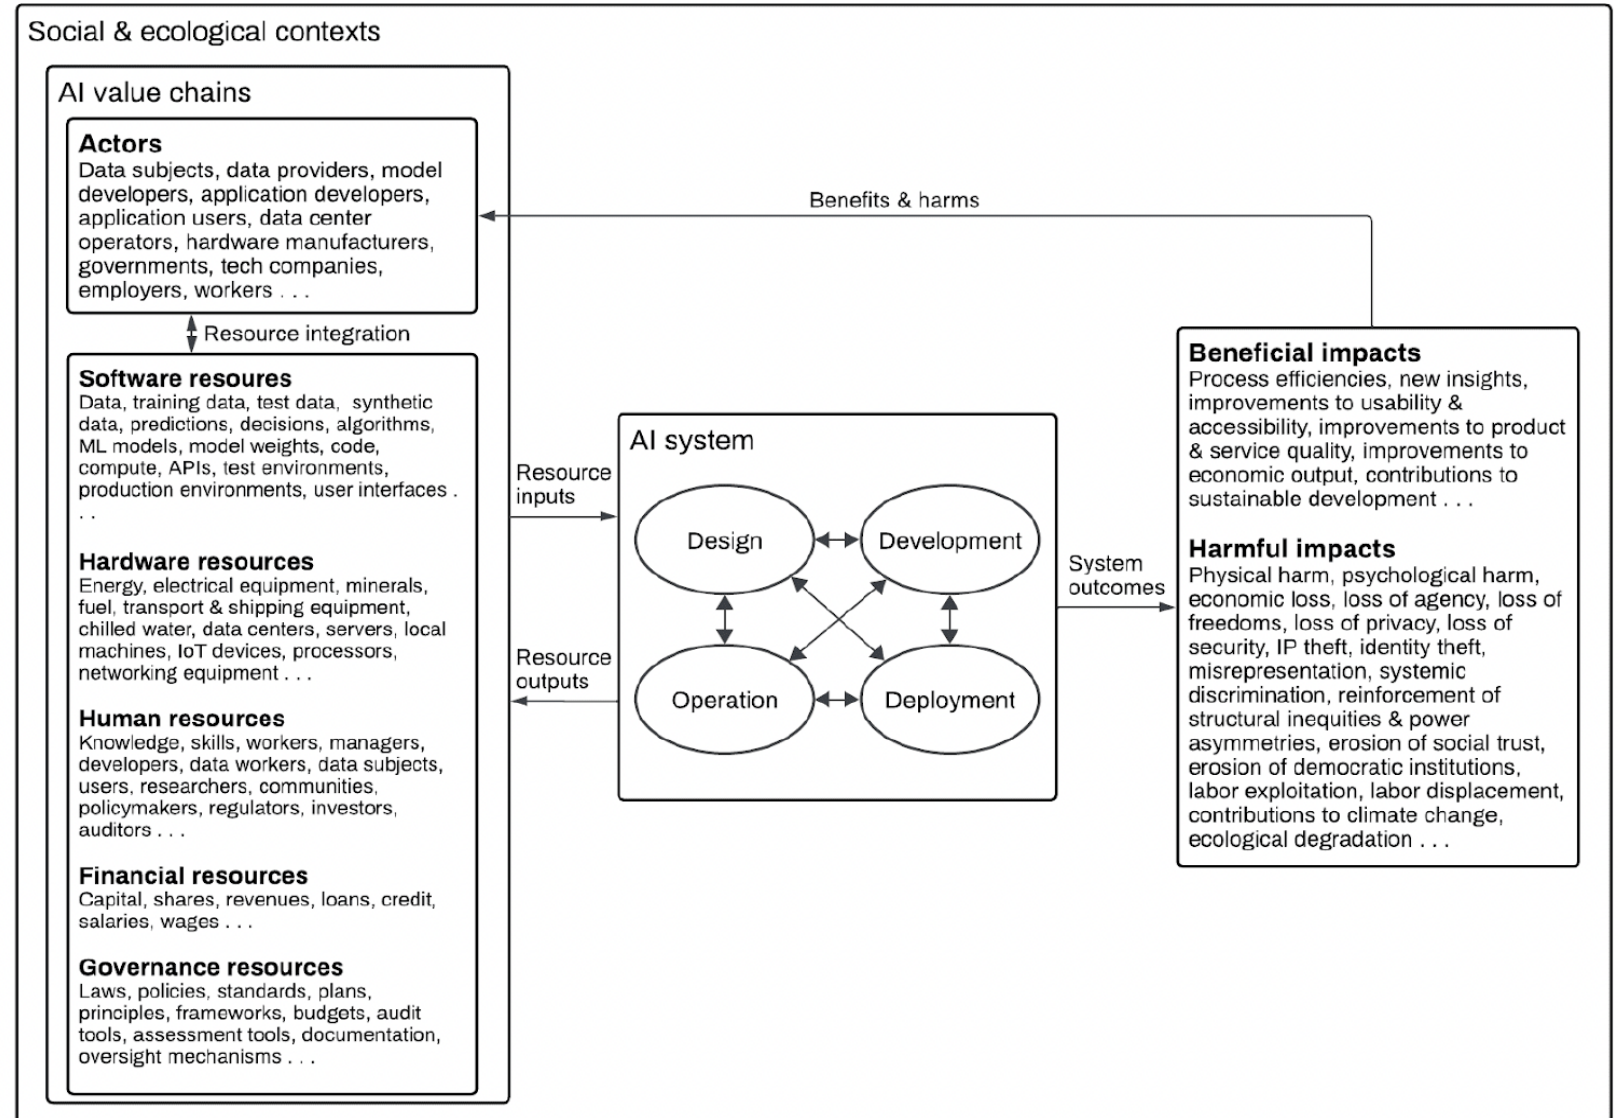 Social & ecological contexts
AI value chains
Actors
Data subjects, data providers, model
developers, application developers,
application users, data center
operators, hardware manufacturers,
governments, tech companies,
employers, workers . . .
Resource integration
Software resoures
Data, training data, test data, synthetic
data, predictions, decisions, algorithms,
ML models, model weights, code,
compute, APIs, test environments,
production environments, user interfaces .
. .
Hardware resources
Energy, electrical equipment, minerals,
fuel, transport & shipping equipment,
chilled water, data centers, servers, local
machines, IoT devices, processors,
networking equipment . . .
Human resources
Knowledge, skills, workers, managers,
developers, data workers, data subjects,
users, researchers, communities,
policymakers, regulators, investors,
auditors . . .
Financial resources
Capital, shares, revenues, loans, credit,
salaries, wages . . .
Governance resources
Laws, policies, standards, plans,
principles, frameworks, budgets, audit
tools, assessment tools, documentation,
oversight mechanisms . . .
Resource
inputs
Resource
outputs
AI system
Design
Development
Operation
Deployment
System
outcomes
Benefits & harms
Beneficial impacts
Process efficiencies, new insights,
improvements to usability &
accessibility, improvements to product
& service quality, improvements to
economic output, contributions to
sustainable development . . .
Harmful impacts
Physical harm, psychological harm,
economic loss, loss of agency, loss of
freedoms, loss of privacy, loss of
security, IP theft, identity theft,
misrepresentation, systemic
discrimination, reinforcement of
structural inequities & power
asymmetries, erosion of social trust,
erosion of democratic institutions,
labor exploitation, labor displacement,
contributions to climate change,
ecological degradation . . .